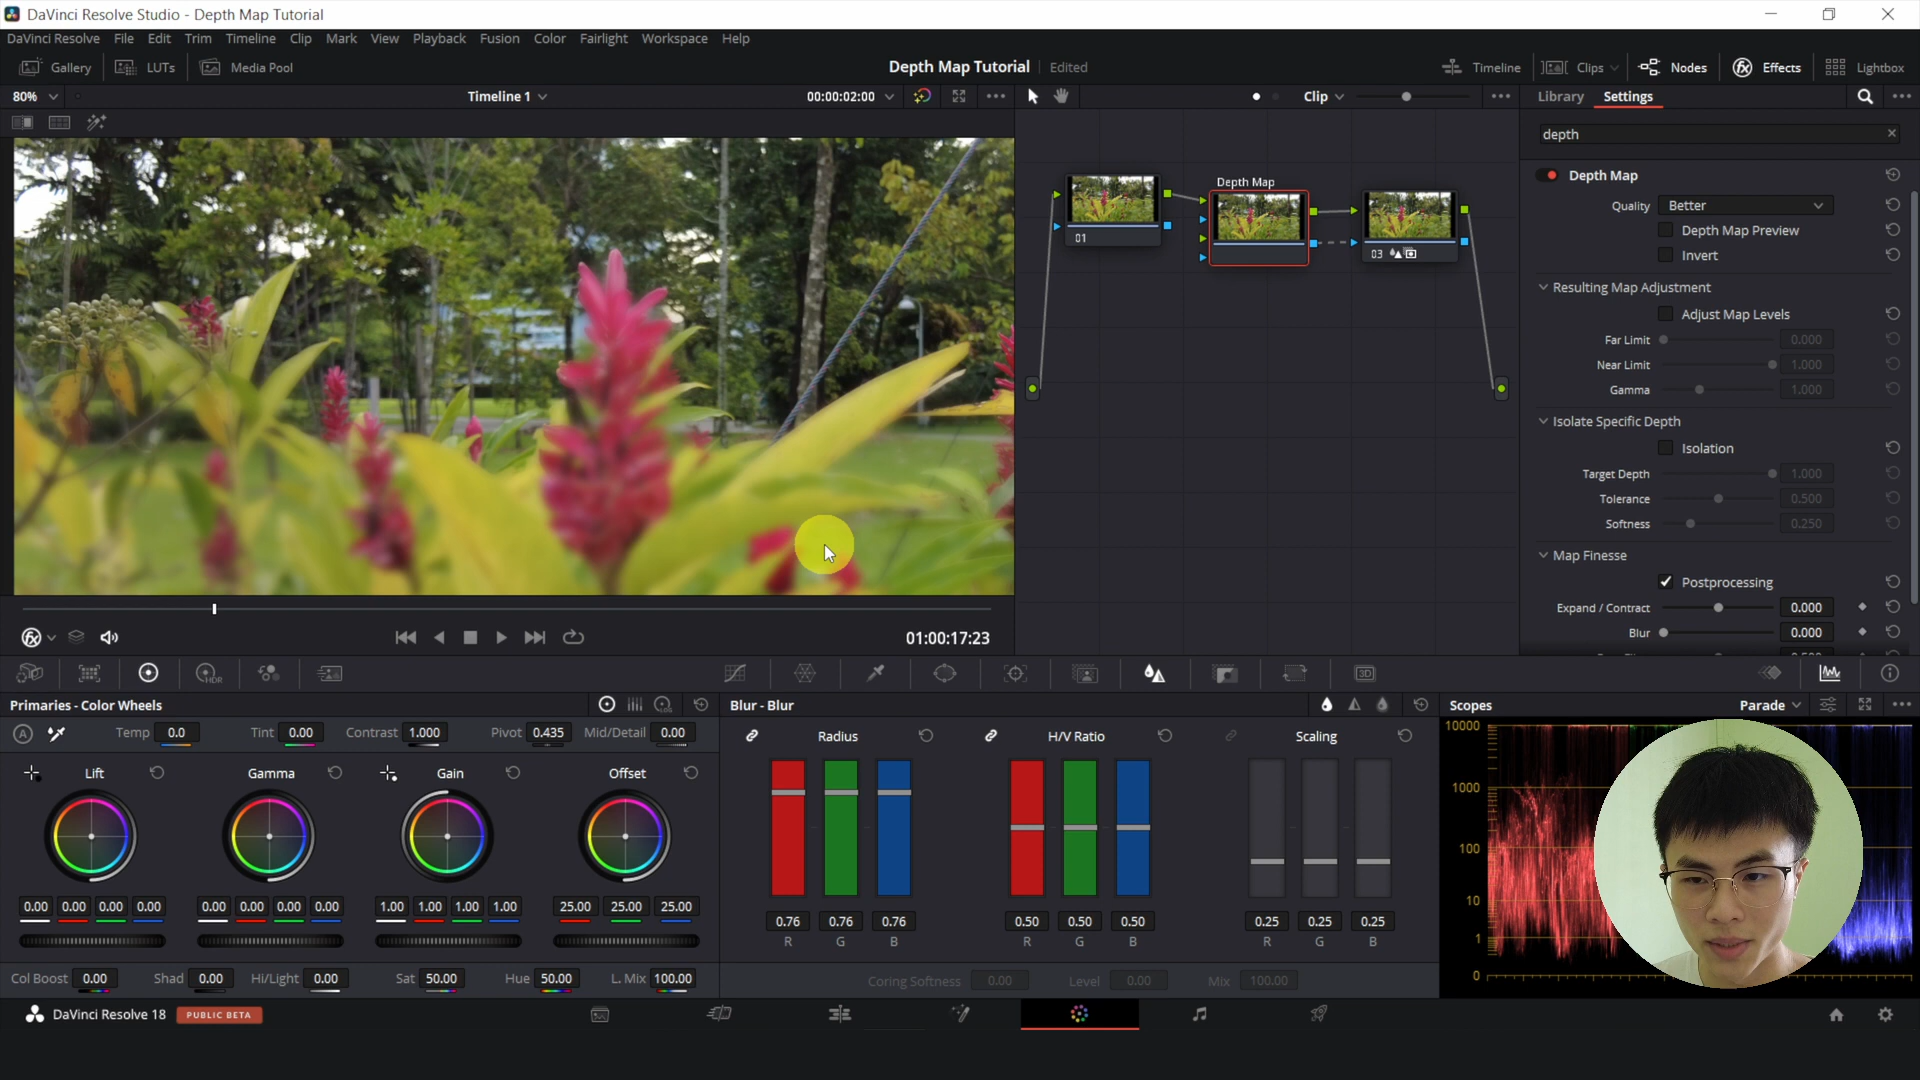 DaVinci Resolve Studio - Depth Map Tutorial
DaVinci Resolve File Edit Trim Timeline Clip Mark View Playback Fusion Color Fairlight Workspace Help
Gallery LUTs Media Pool Depth Map Tutorial Edited Timeline Clips Nodes Effects Lightbox
80% Timeline 1 00:00:02:00 Clip Library Settings
depth
Depth Map
Quality Better
Depth Map Preview
Invert
Resulting Map Adjustment
Adjust Map Levels
Far Limit 0.000
Near Limit 1.000
Gamma 1.000
Isolate Specific Depth
Isolation
Target Depth 1.000
Tolerance 0.500
Softness 0.250
Map Finesse
Postprocessing
Expand / Contract 0.000
Blur 0.000
Depth Map
01
03
01:00:17:23
HDR
3D
Primaries - Color Wheels
LOG
Blur - Blur
Scopes
Parade
A Temp 0.0 Tint 0.00 Contrast 1.000 Pivot 0.435 Mid/Detail 0.00
Lift Gamma Gain Offset
0.00 0.00 0.00 0.00 0.00 0.00 0.00 0.00 1.00 1.00 1.00 1.00 25.00 25.00 25.00
Col Boost 0.00 Shad 0.00 Hi/Light 0.00 Sat 50.00 Hue 50.00 L. Mix 100.00
Radius H/V Ratio Scaling
0.76 0.76 0.76 0.50 0.50 0.50 0.25 0.25 0.25
R G B R G B R G B
Coring Softness 0.00 Level 0.00 Mix 100.00
10000
1000
100
10
1
0
DaVinci Resolve 18 PUBLIC BETA